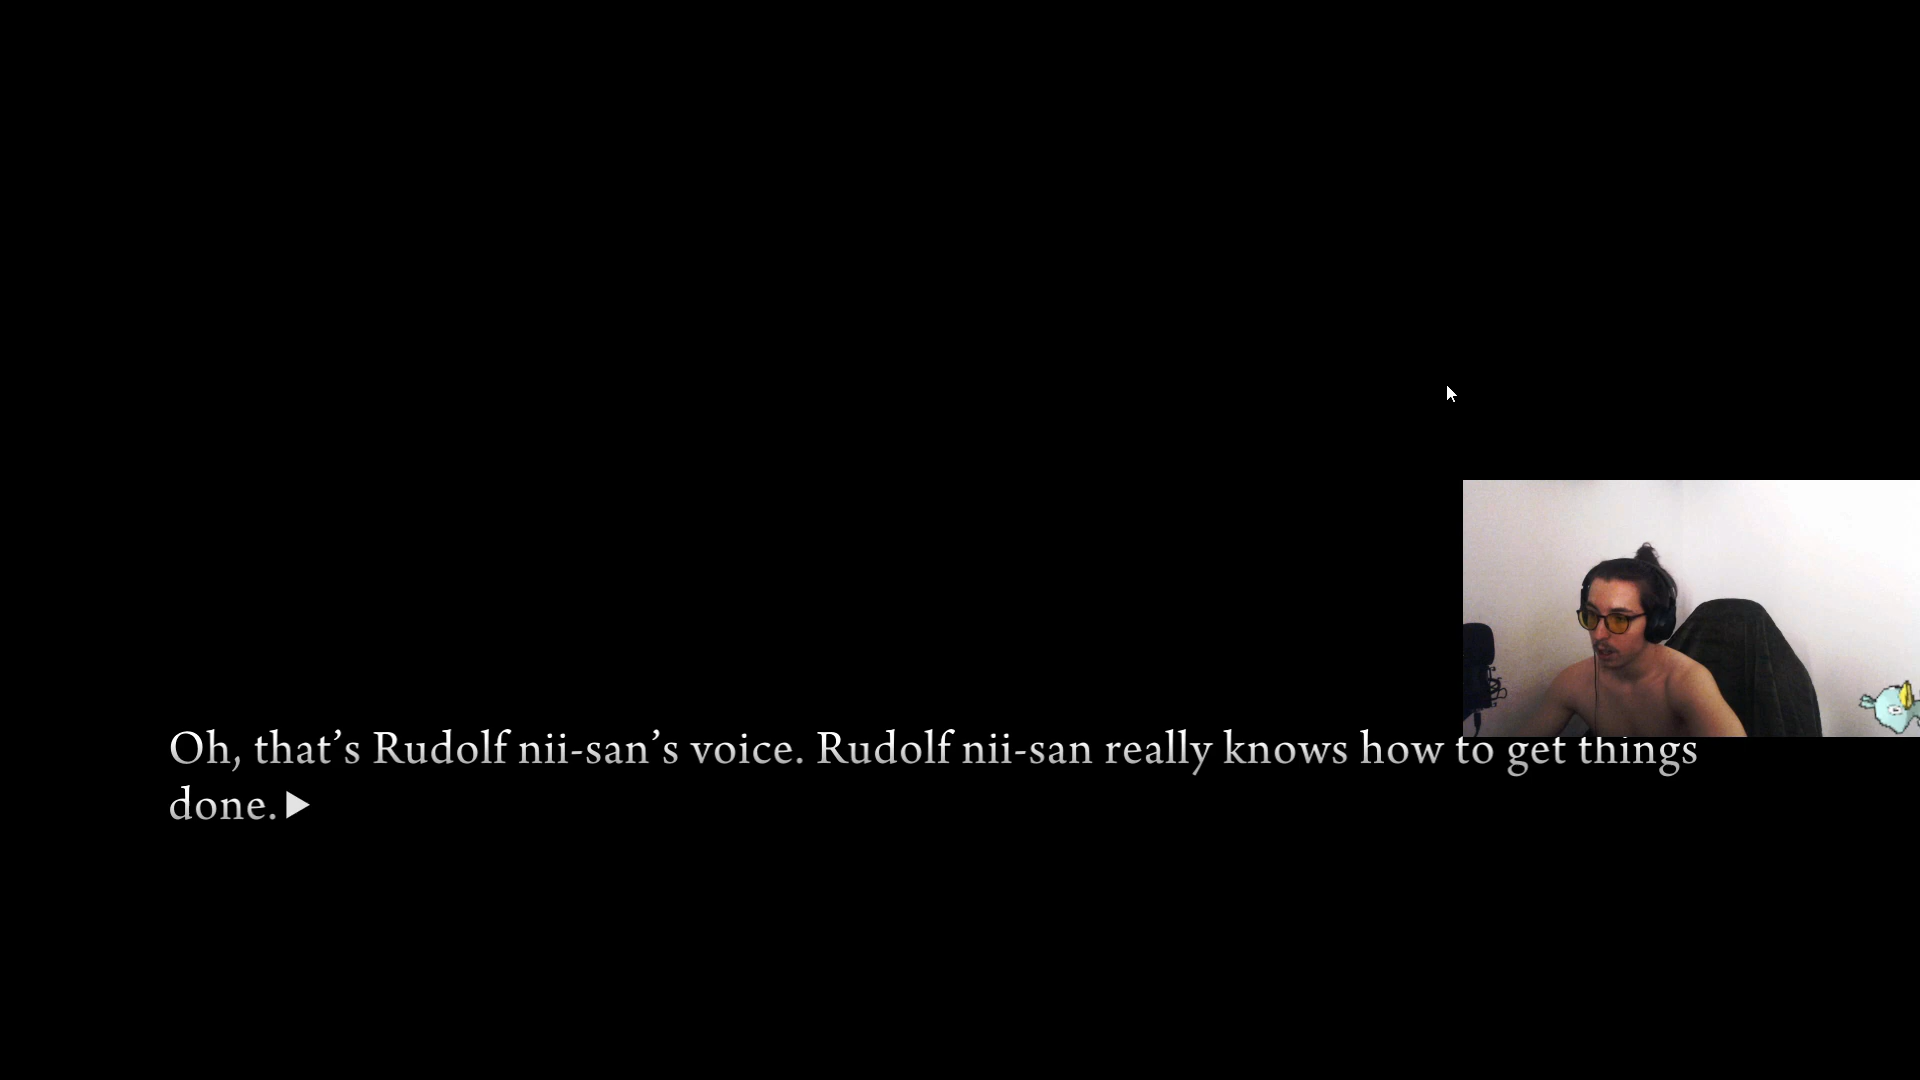 Oh, that’s Rudolf nii-san’s voice. Rudolf nii-san really knows how to get things
done.